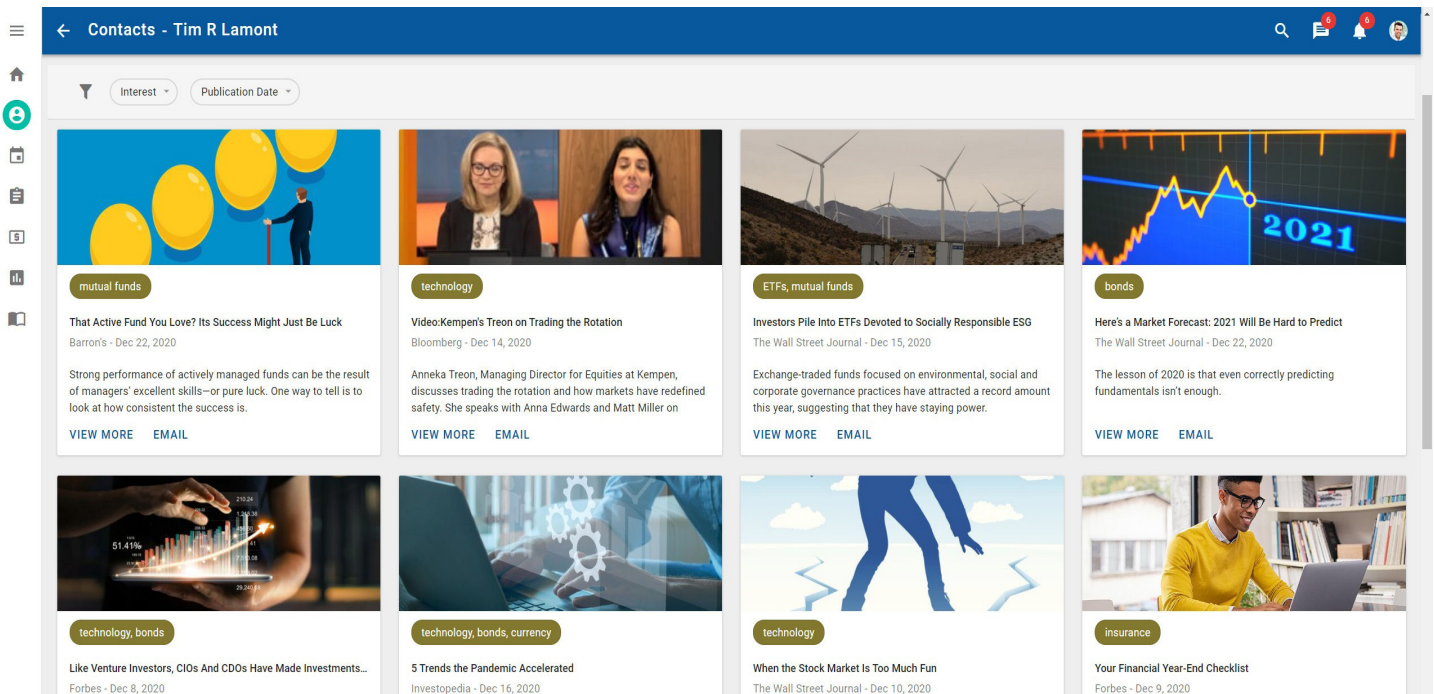 Contacts - Tim R Lamont
6
6
Interest
Publication Date
2021
mutual funds
technology
ETFs, mutual funds
bonds
That Active Fund You Love? Its Success Might Just Be Luck
Video:Kempen's Treon on Trading the Rotation
Investors Pile Into ETFs Devoted to Socially Responsible ESG
Here's a Market Forecast: 2021 Will Be Hard to Predict
Barron's - Dec 22, 2020
Bloomberg - Dec 14, 2020
The Wall Street Journal - Dec 15, 2020
The Wall Street Journal - Dec 22, 2020
Strong performance of actively managed funds can be the result
of managers' excellent skills—or pure luck. One way to tell is to
look at how consistent the success is.
Anneka Treon, Managing Director for Equities at Kempen,
discusses trading the rotation and how markets have redefined
safety. She speaks with Anna Edwards and Matt Miller on
Exchange-traded funds focused on environmental, social and
corporate governance practices have attracted a record amount
this year, suggesting that they have staying power.
The lesson of 2020 is that even correctly predicting
fundamentals isn't enough.
VIEW MORE EMAIL
VIEW MORE EMAIL
VIEW MORE EMAIL
VIEW MORE EMAIL
210.24
51.41%
technology, bonds
technology, bonds, currency
technology
insurance
Like Venture Investors, CIOs And CDOs Have Made Investments...
5 Trends the Pandemic Accelerated
When the Stock Market Is Too Much Fun
Your Financial Year-End Checklist
Forbes - Dec 8, 2020
Investopedia - Dec 16, 2020
The Wall Street Journal - Dec 10, 2020
Forbes - Dec 9, 2020